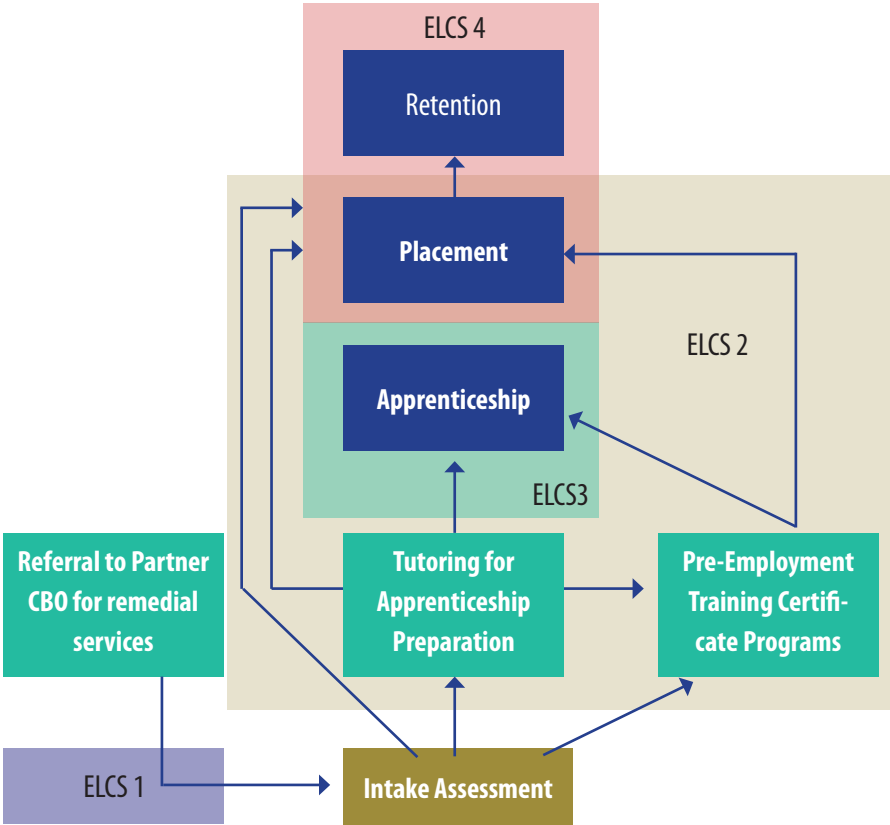 ELCS 4
Retention
Placement
ELCS 2
Apprenticeship
ELCS3
Referral to Partner
CBO for remedial
services
Tutoring for
Apprenticeship
Preparation
Pre-Employment
Training Certifi-
cate Programs
ELCS 1
Intake Assessment